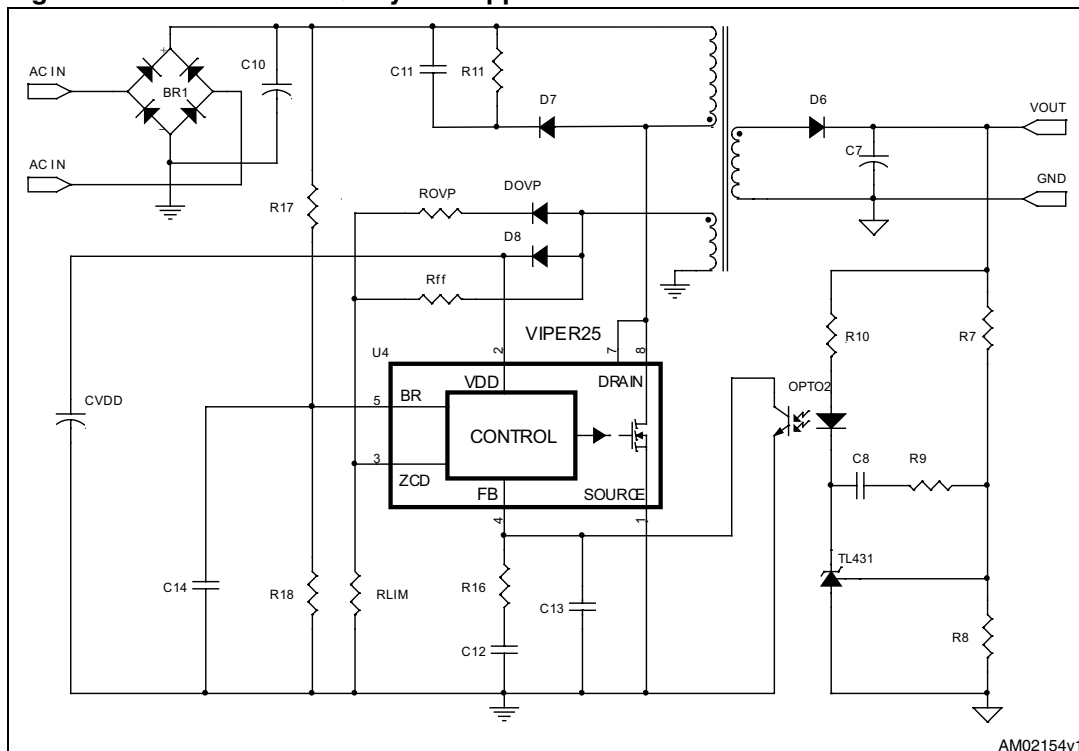 AC IN
C10
BR1
AC IN
C11
R11
D7
D6
VOUT
C7
GND
R17
ROVP
DOVP
D8
Rff
R10
R7
VIPER25
U4
2
7
8
VDD
DRAIN
OPTO2
CVDD
5
BR
CONTROL
3
ZCD
FB
SOURCE
4
1
C8
R9
TL431
C14
R18
RLIM
R16
C13
C12
R8
AM02154v1